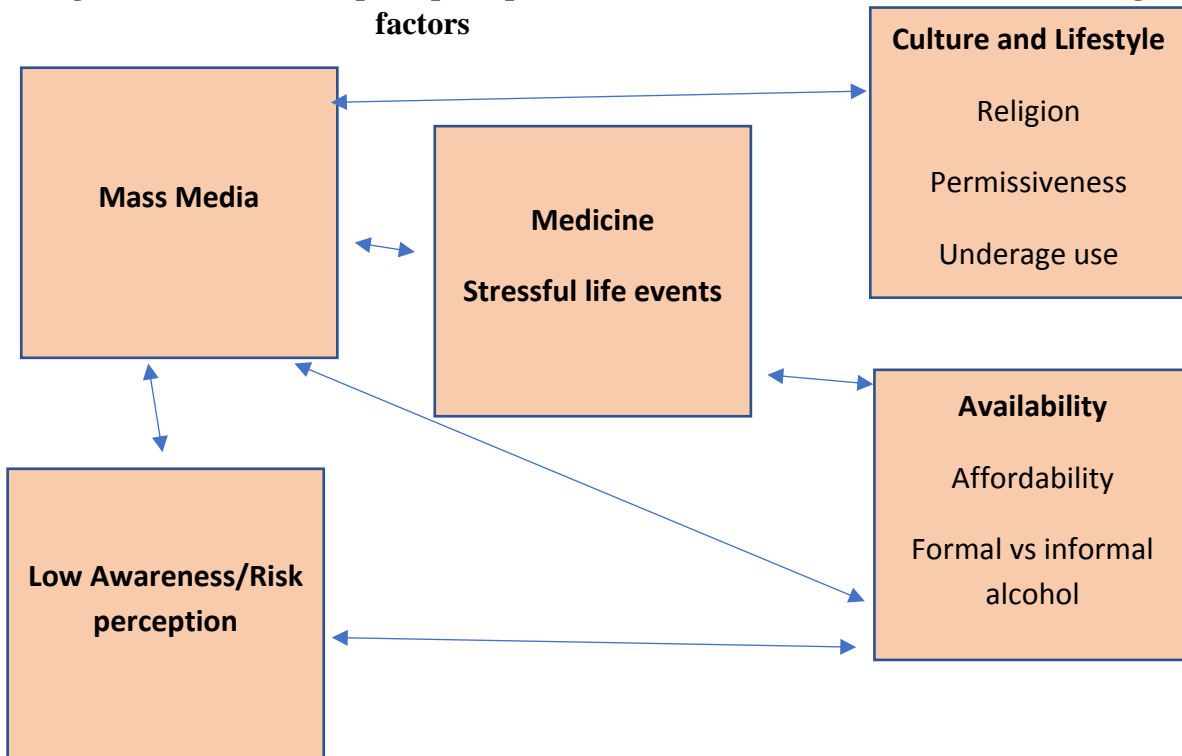 factors
Culture and Lifestyle
Religion
Permissiveness
Underage use
Mass Media
Medicine
Stressful life events
Availability
Affordability
Formal vs informal
alcohol
Low Awareness/Risk
perception